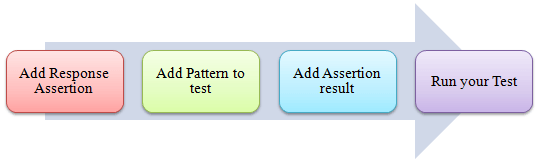 Add Response
Assertion
Add Pattern to
test
Add Assertion
result
Run your Test